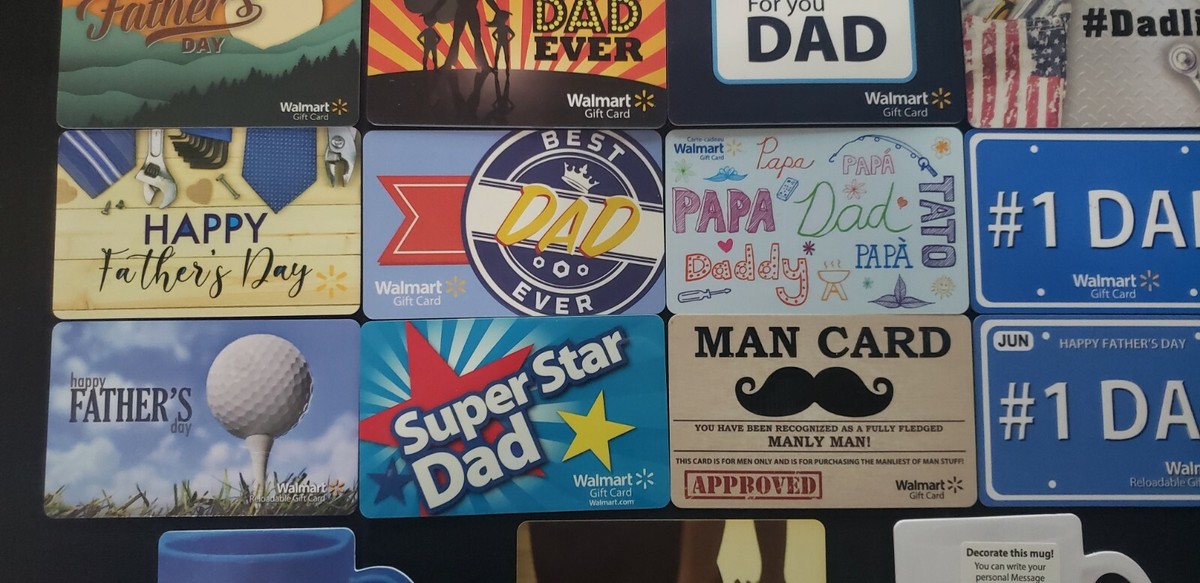 Father's
DAY
Walmart
Gift Card
DAD
EVER
Walmart
Gift Card
For you
DAD
Walmart
Gift Card
HAPPY
Father's Day
BEST
DAD
EVER
Walmart
Gift Card
Carte-cadeau
Walmart
Gift Card
Papa
PAPÁ
PAPA
Dad
TATO
Daddy
PAPÀ
#1
Walmart
Gift Card
happy
FATHER'S
day
Walmart
Reloadable Gift Card
Super Star
Dad
Walmart
Gift Card
Walmart.com
MAN CARD
YOU HAVE BEEN RECOGNIZED AS A FULLY FLEDGED
MANLY MAN!
THIS CARD IS FOR MEN ONLY AND IS FOR PURCHASING THE MANLIEST OF MAN STUFF!
APPROVED
Walmart
Gift Card
JUN
HAPPY FATHER'S DAY
#1
Reloadable
Decorate this mug!
You can write your
personal Message